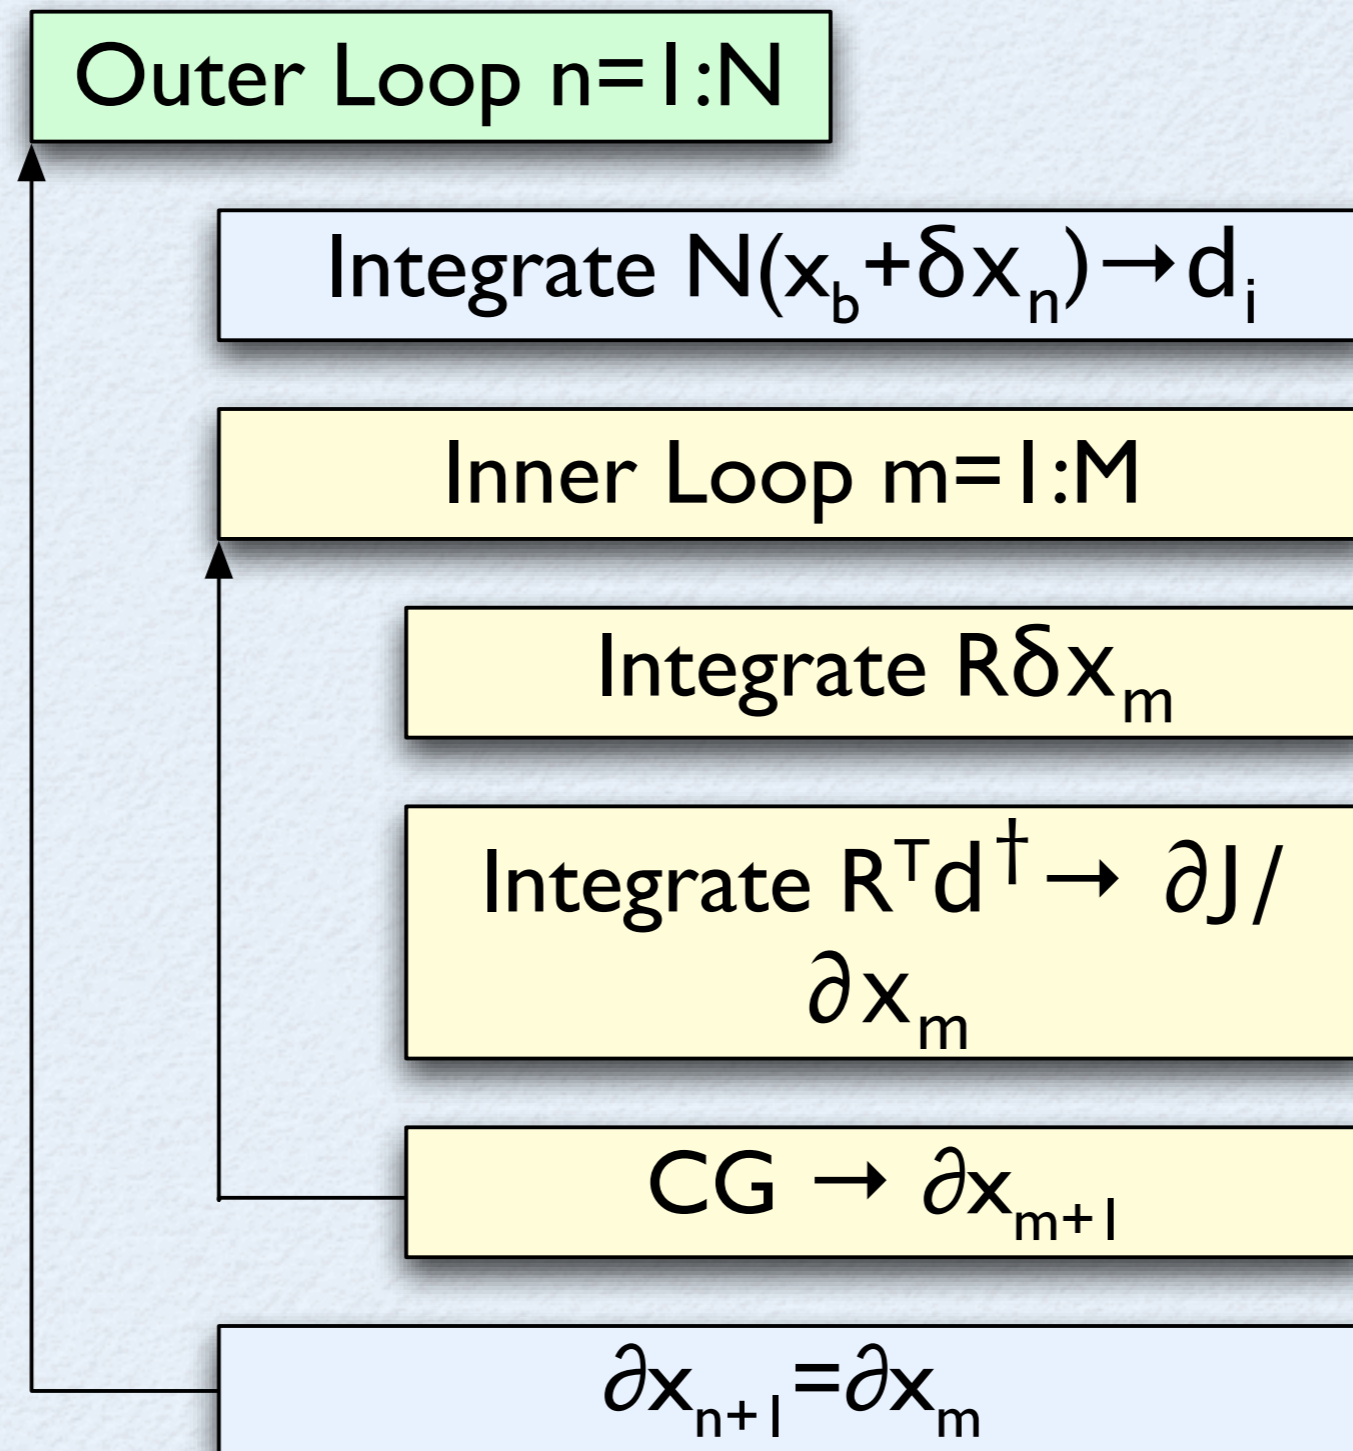 Outer Loop n=1:N
Integrate N(x_b+δx_n)→d_i
Inner Loop m=1:M
Integrate Rδx_m
Integrate Rᵀd†→ ∂J/
∂x_m
CG → ∂x_m+1
∂x_n+1=∂x_m